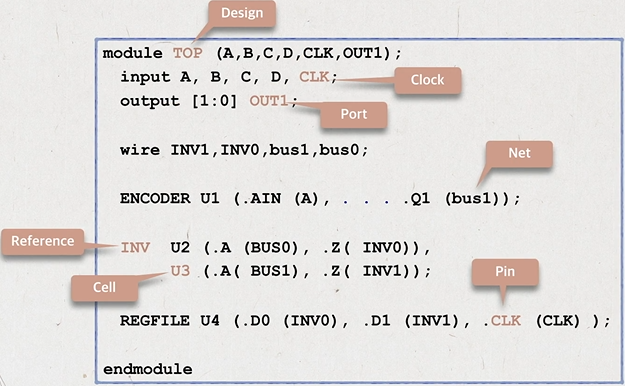 Design
module TOP (A,B,C,D,CLK,OUT1);
input A, B, C, D, CLK;
Clock
output [1:0] OUT1;
Port
wire INV1,INV0,bus1,bus0;
Net
ENCODER U1 (.AIN (A), . . . .Q1 (bus1));
Reference
INV U2 (.A (BUS0), .Z( INV0)),
U3 (.A( BUS1), .Z( INV1));
Cell
Pin
REGFILE U4 (.D0 (INV0), .D1 (INV1), .CLK (CLK) );
endmodule